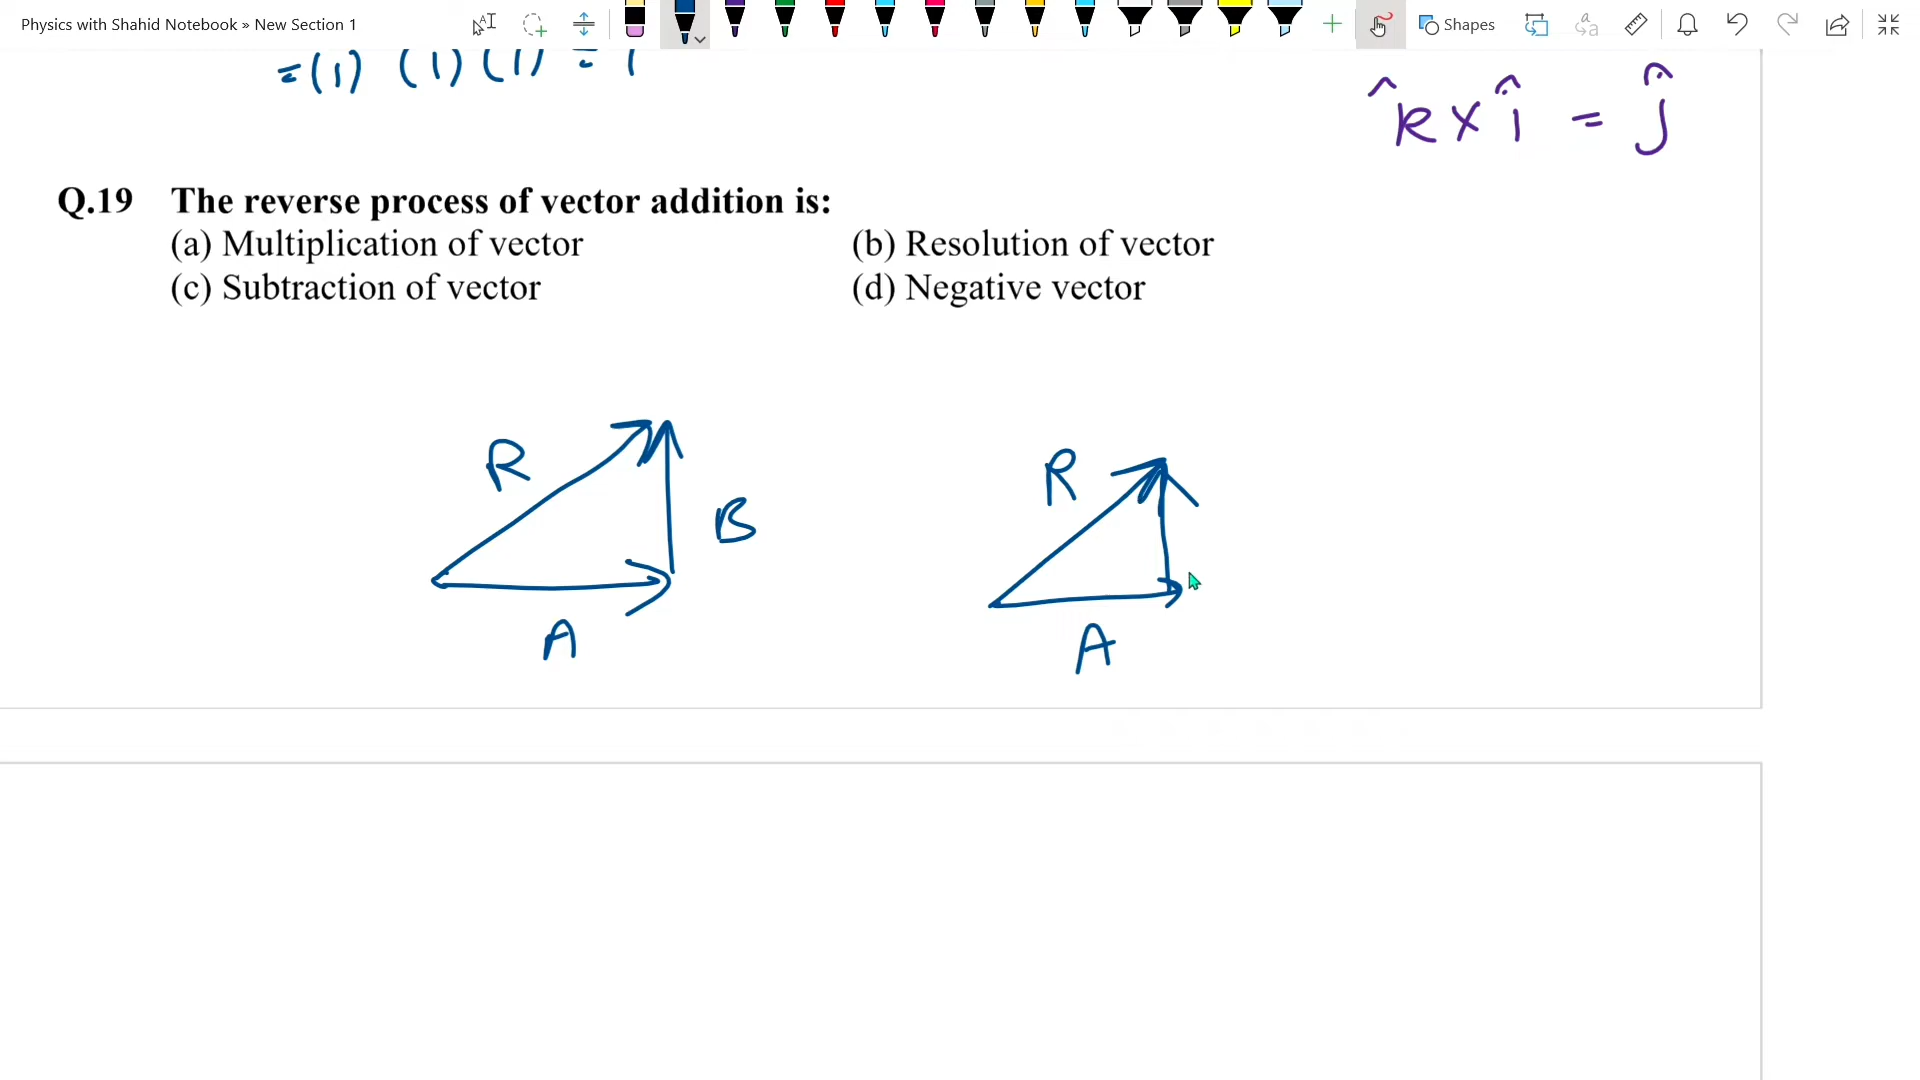 Physics with Shahid Notebook » New Section 1
Shapes
=(1) (1) (1) = 1
k̂ × î = ĵ
Q.19 The reverse process of vector addition is:
(a) Multiplication of vector (b) Resolution of vector
(c) Subtraction of vector (d) Negative vector
R R
B
A A